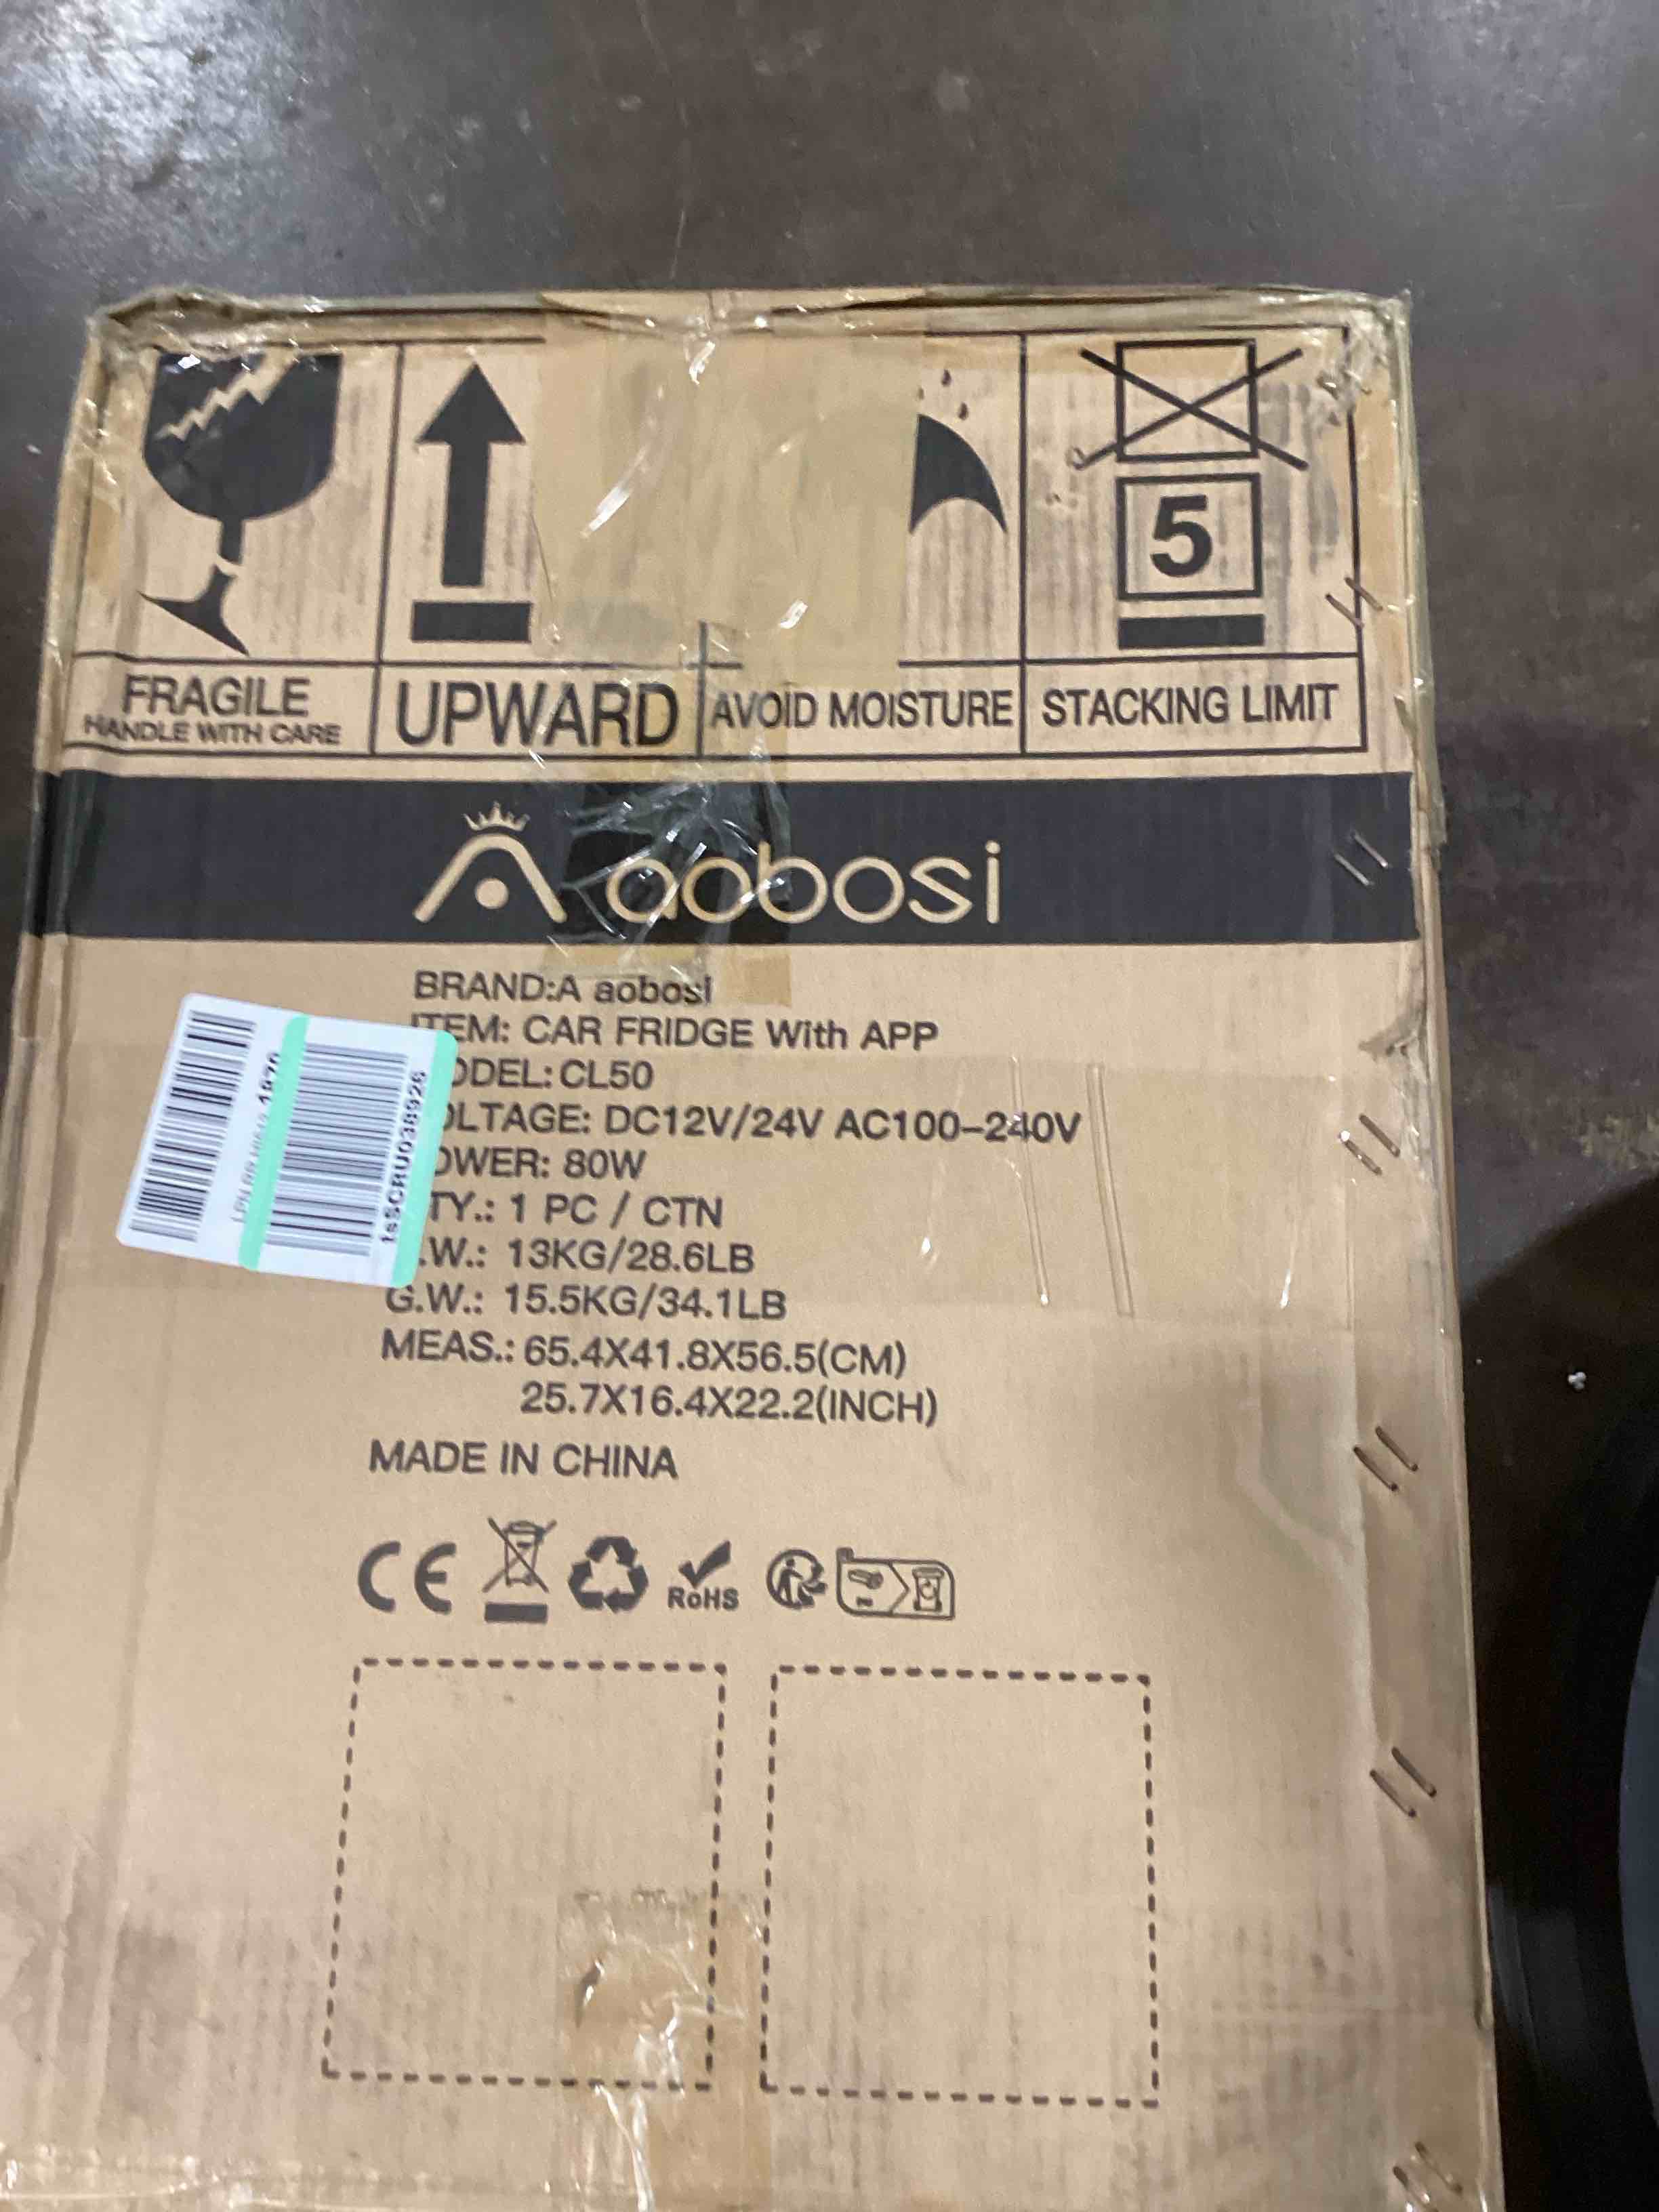 5
FRAGILE
HANDLE WITH CARE
UPWARD
AVOID MOISTURE
STACKING LIMIT
aobosi
BRAND:A aobosi
ITEM: CAR FRIDGE With APP
ODEL: CL50
OLTAGE: DC12V/24V AC100-240V
OWER: 80W
TY.: 1 PC / CTN
.W.: 13KG/28.6LB
G.W.: 15.5KG/34.1LB
MEAS.: 65.4X41.8X56.5(CM)
25.7X16.4X22.2(INCH)
MADE IN CHINA
CE
RoHS